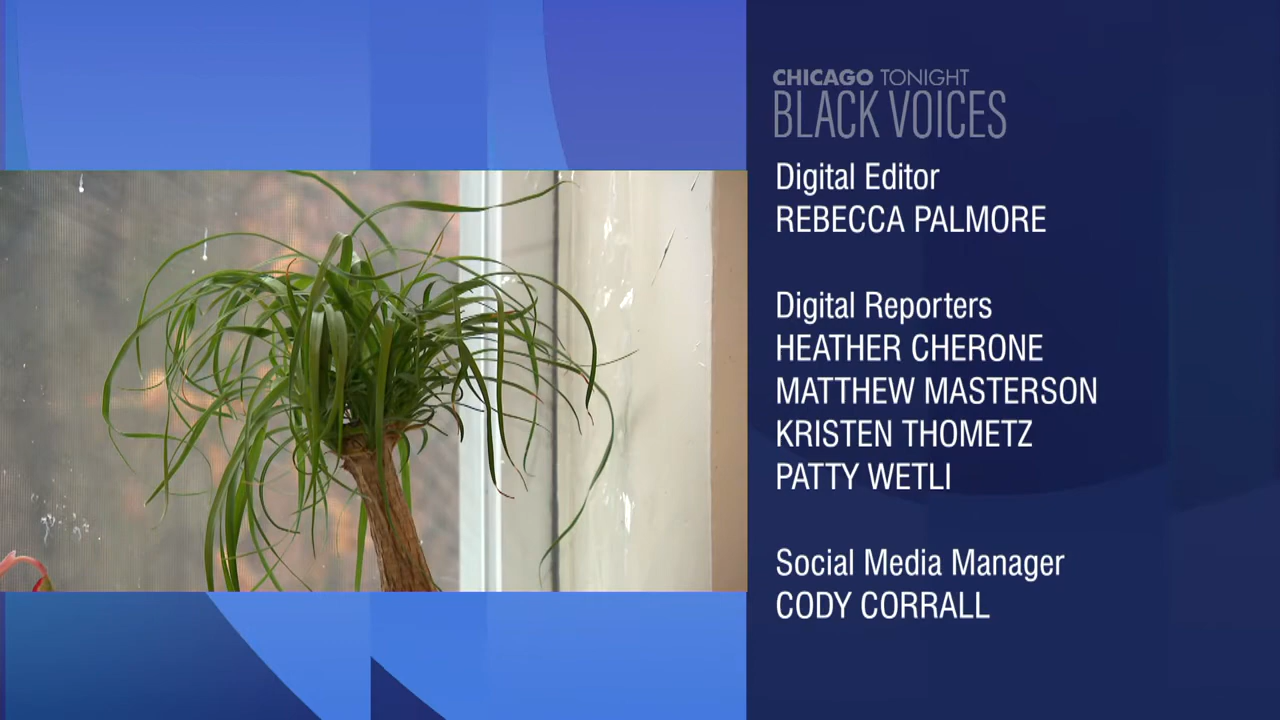 CHICAGO TONIGHT
BLACK VOICES
Digital Editor
REBECCA PALMORE
Digital Reporters
HEATHER CHERONE
MATTHEW MASTERSON
KRISTEN THOMETZ
PATTY WETLI
Social Media Manager
CODY CORRALL